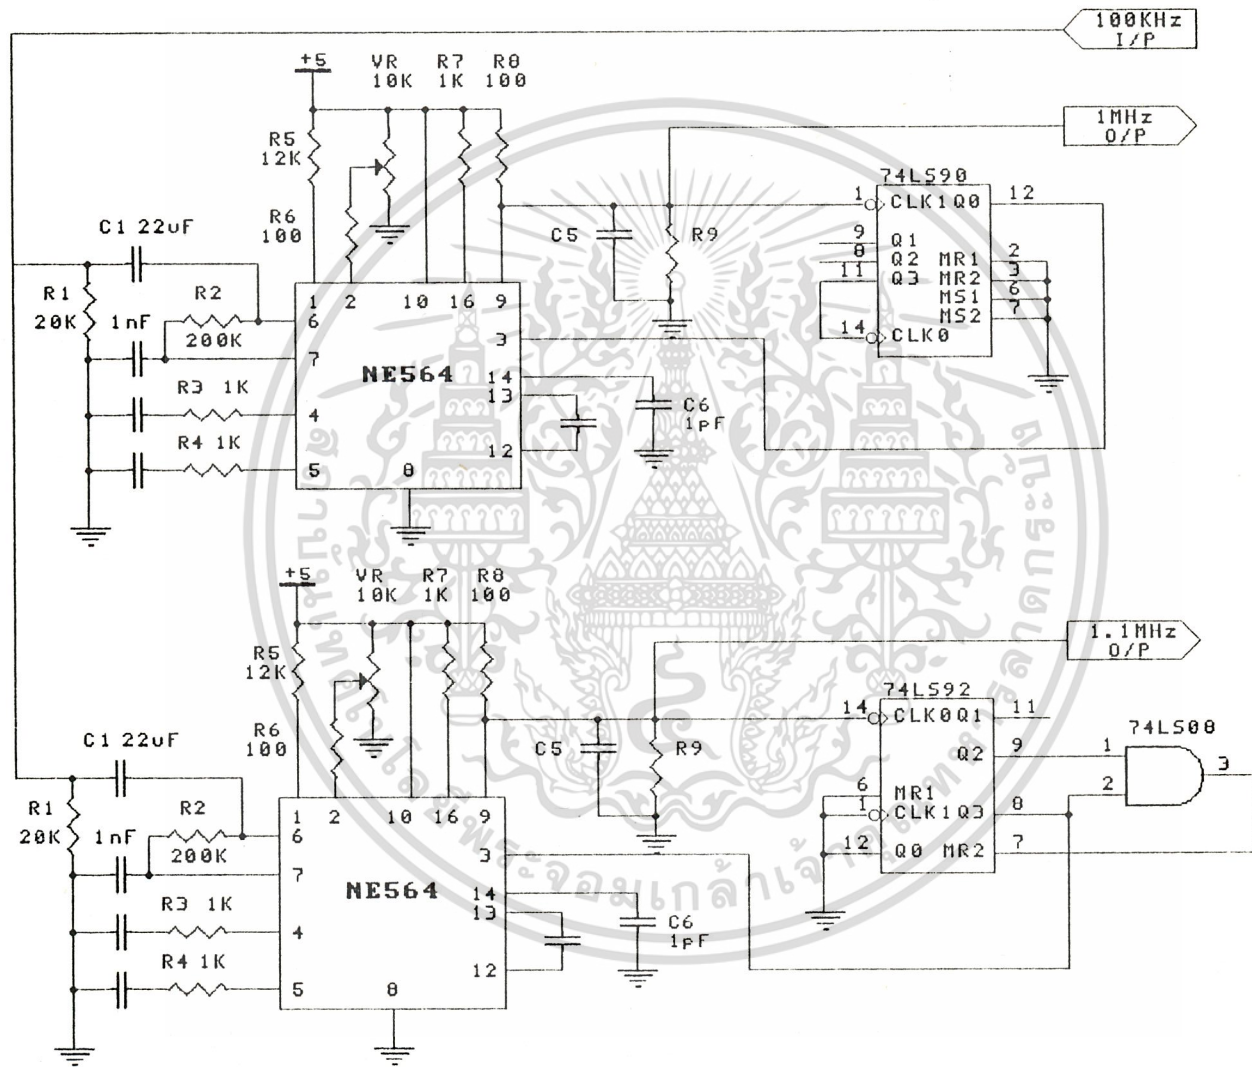 100KHz
I/P
+5
VR
10K
R7
1K
R8
100
1MHz
O/P
R5
12K
R6
100
74LS90
1
CLK1
Q0
12
9
Q1
8
Q2
11
Q3
MR1
2
MR2
3
MS1
6
MS2
7
14
CLK0
C1 22uF
R1
20K
1nF
R2
200K
R3 1K
R4 1K
C5
R9
1
2
10
16
9
6
7
4
5
3
14
13
12
8
NE564
C6
1pF
+5
VR
10K
R7
1K
R8
100
1.1MHz
O/P
R5
12K
R6
100
74LS92
14
CLK0
Q1
11
Q2
9
6
MR1
1
CLK1
Q3
8
12
Q0
MR2
7
74LS08
1
2
3
C1 22uF
R1
20K
1nF
R2
200K
R3 1K
R4 1K
C5
R9
1
2
10
16
9
6
7
4
5
3
14
13
12
8
NE564
C6
1pF